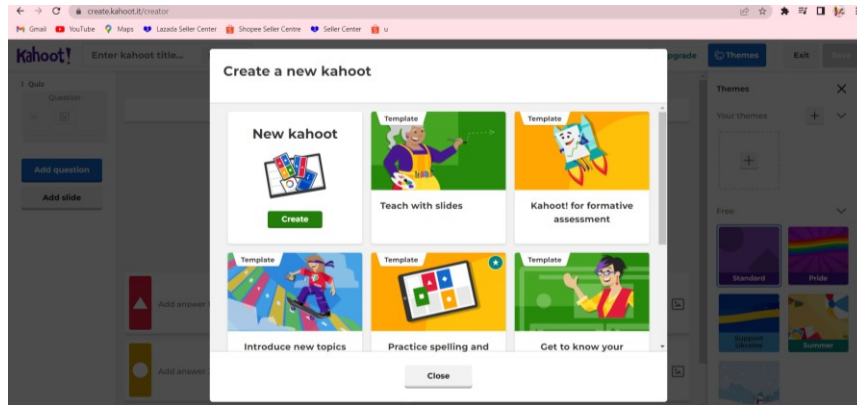 create.kahoot.it/creator
Gmail YouTube Maps Lazada Seller Center Shopee Seller Centre Seller Center u
Kahoot! Enter kahoot title... pgrade Themes Exit Save
Create a new kahoot
1 Quiz
Question
Add question
Add slide
New kahoot
Create
Template
Teach with slides
Template
Kahoot! for formative
assessment
Template
Introduce new topics
Template
Practice spelling and
Template
Get to know your
Close
Add answer
Add answer
Themes
Your themes
Free
Standard
Pride
Support
Ukraine
Summer